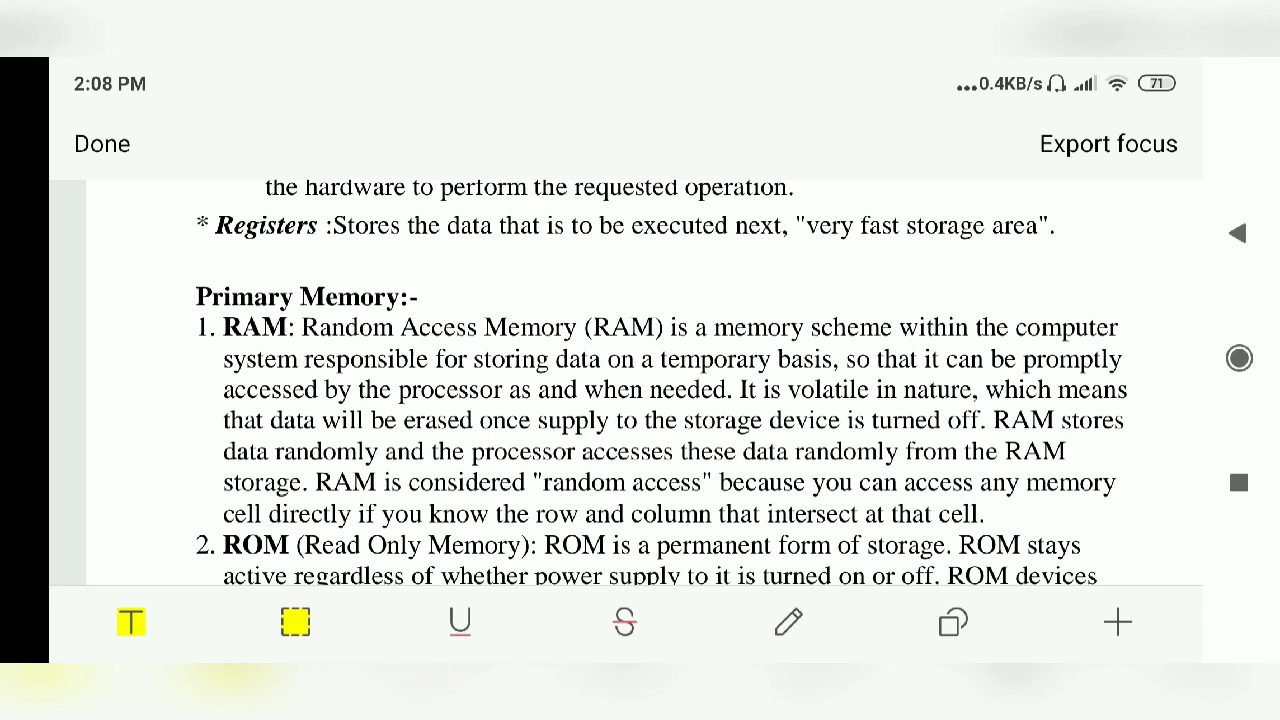 2:08 PM
...0.4KB/s 71
Done
Export focus
the hardware to perform the requested operation.
* Registers :Stores the data that is to be executed next, "very fast storage area".
Primary Memory:-
1. RAM: Random Access Memory (RAM) is a memory scheme within the computer
system responsible for storing data on a temporary basis, so that it can be promptly
accessed by the processor as and when needed. It is volatile in nature, which means
that data will be erased once supply to the storage device is turned off. RAM stores
data randomly and the processor accesses these data randomly from the RAM
storage. RAM is considered "random access" because you can access any memory
cell directly if you know the row and column that intersect at that cell.
2. ROM (Read Only Memory): ROM is a permanent form of storage. ROM stays
active regardless of whether power supply to it is turned on or off. ROM devices
T
U
S